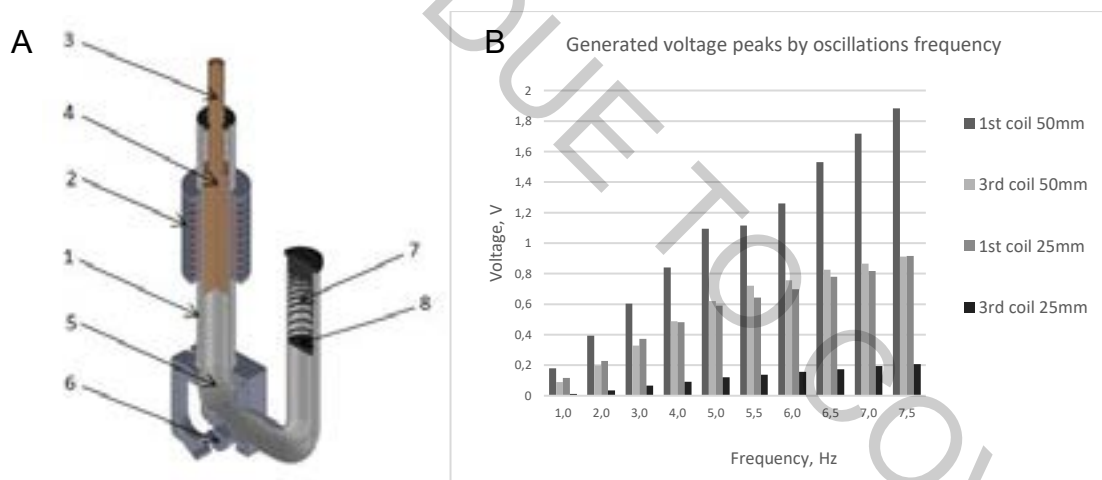 A
3
4
2
1
5
6
7
8
B
Generated voltage peaks by oscillations frequency
2
1,8
1,6
1,4
1,2
1
0,8
0,6
0,4
0,2
0
Voltage, V
1,0 2,0 3,0 4,0 5,0 5,5 6,0 6,5 7,0 7,5
Frequency, Hz
1st coil 50mm
3rd coil 50mm
1st coil 25mm
3rd coil 25mm
DUE TO CO